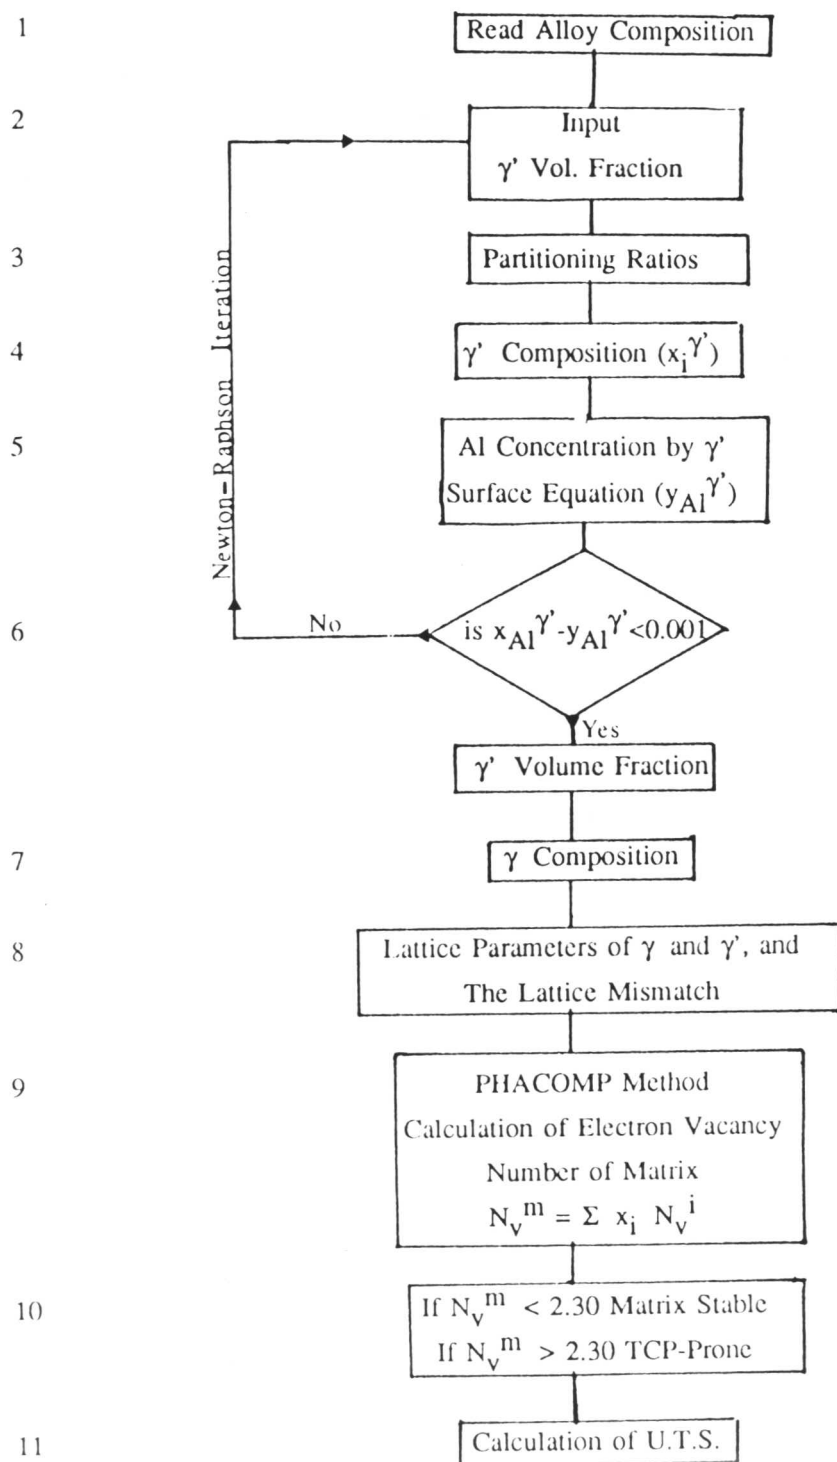 1
Read Alloy Composition
2
Input
γ' Vol. Fraction
3
Partitioning Ratios
4
γ' Composition (xᵢ^γ')
5
Al Concentration by γ'
Surface Equation (y_Al^γ')
6
is x_Al^γ'-y_Al^γ'<0.001
No
Newton-Raphson Iteration
Yes
γ' Volume Fraction
7
γ Composition
8
Lattice Parameters of γ and γ', and
The Lattice Mismatch
9
PHACOMP Method
Calculation of Electron Vacancy
Number of Matrix
N_v^m = Σ x_i N_v^i
10
If N_v^m < 2.30 Matrix Stable
If N_v^m > 2.30 TCP-Prone
11
Calculation of U.T.S.